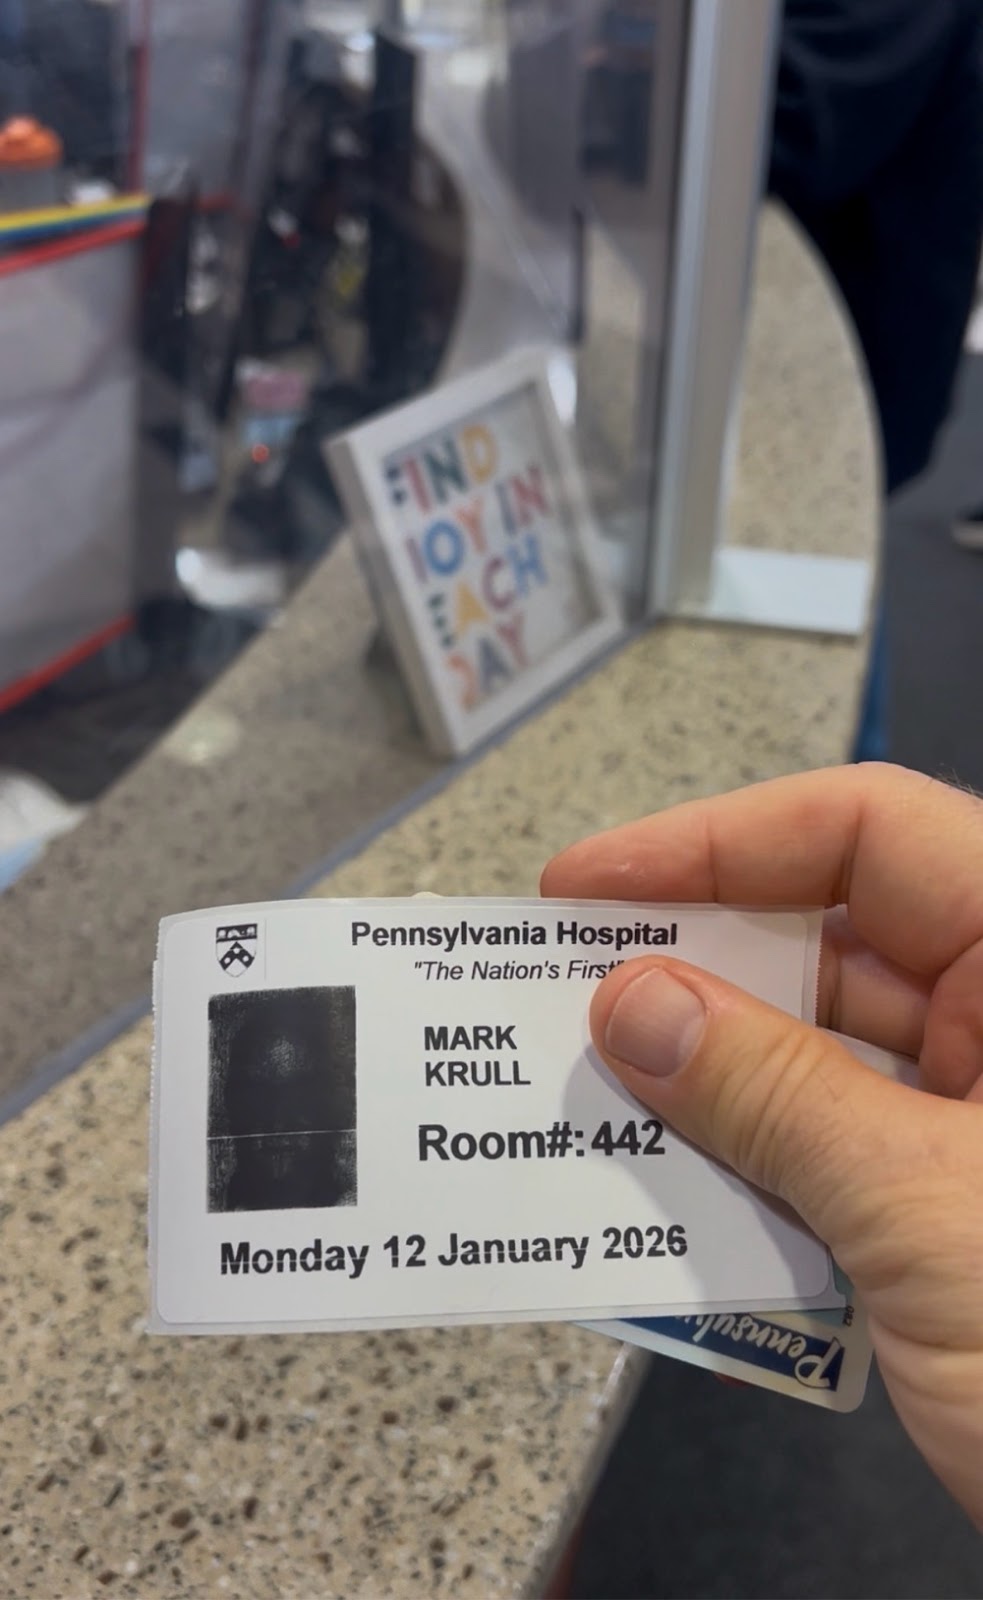 FIND
JOY IN
EACH
DAY
Pennsylvania Hospital
"The Nation's First"
MARK
KRULL
Room#: 442
Monday 12 January 2026